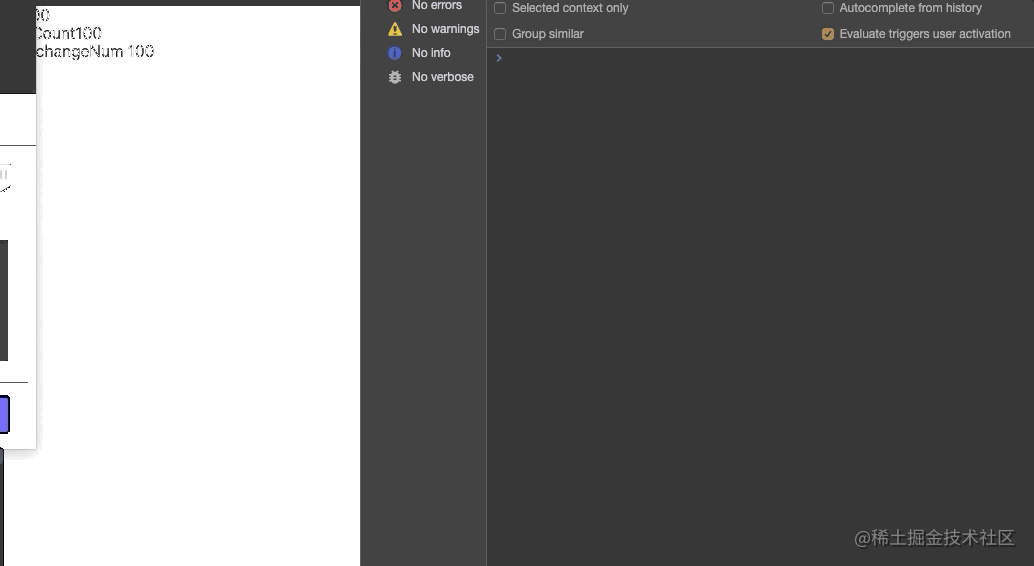 00
Count100
changeNum 100
No errors
No warnings
No info
No verbose
Selected context only
Autocomplete from history
Group similar
Evaluate triggers user activation
@稀土掘金技术社区